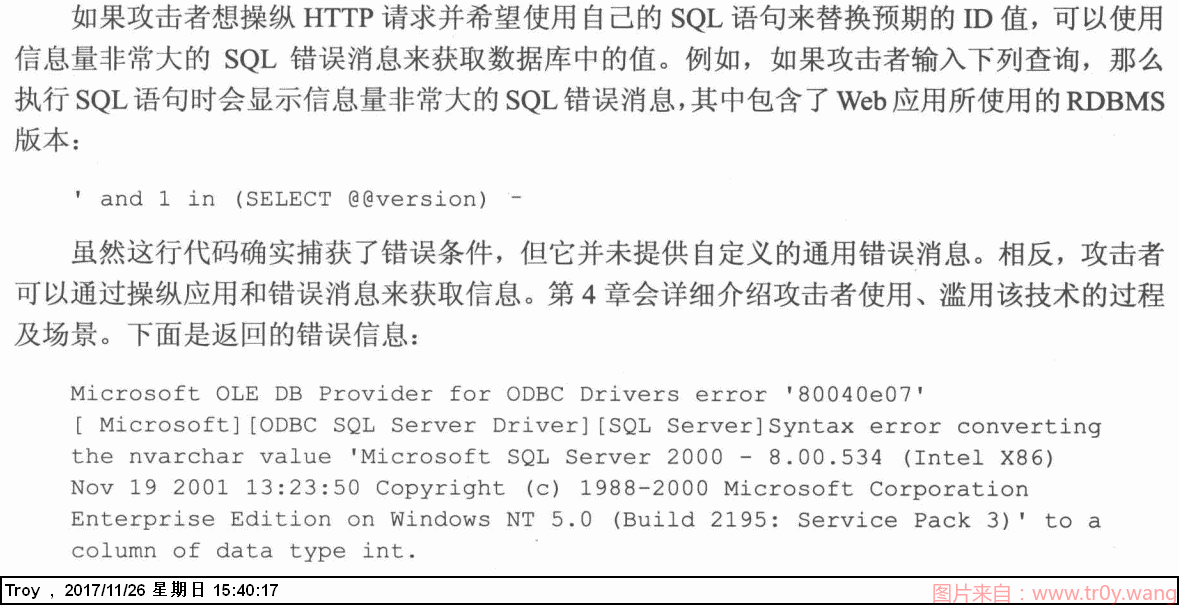 如果攻击者想操纵 HTTP 请求并希望使用自己的 SQL 语句来替换预期的 ID 值，可以使用
信息量非常大的 SQL 错误消息来获取数据库中的值。例如，如果攻击者输入下列查询，那么
执行 SQL 语句时会显示信息量非常大的 SQL 错误消息，其中包含了 Web 应用所使用的 RDBMS
版本：
' and 1 in (SELECT @@version) -
虽然这行代码确实捕获了错误条件，但它并未提供自定义的通用错误消息。相反，攻击者
可以通过操纵应用和错误消息来获取信息。第 4 章会详细介绍攻击者使用、滥用该技术的过程
及场景。下面是返回的错误信息：
Microsoft OLE DB Provider for ODBC Drivers error '80040e07'
[ Microsoft][ODBC SQL Server Driver][SQL Server]Syntax error converting
the nvarchar value 'Microsoft SQL Server 2000 - 8.00.534 (Intel X86)
Nov 19 2001 13:23:50 Copyright (c) 1988-2000 Microsoft Corporation
Enterprise Edition on Windows NT 5.0 (Build 2195: Service Pack 3)' to a
column of data type int.
Troy , 2017/11/26 星期日 15:40:17
图片来自：www.tr0y.wang